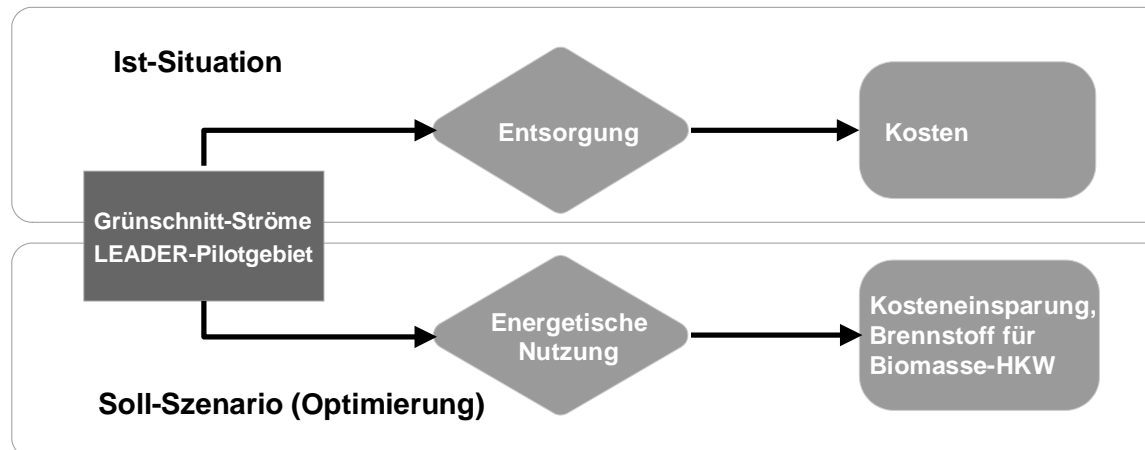 Ist-Situation
Entsorgung
Kosten
Grünschnitt-Ströme
LEADER-Pilotgebiet
Energetische
Nutzung
Kosteneinsparung,
Brennstoff für
Biomasse-HKW
Soll-Szenario (Optimierung)